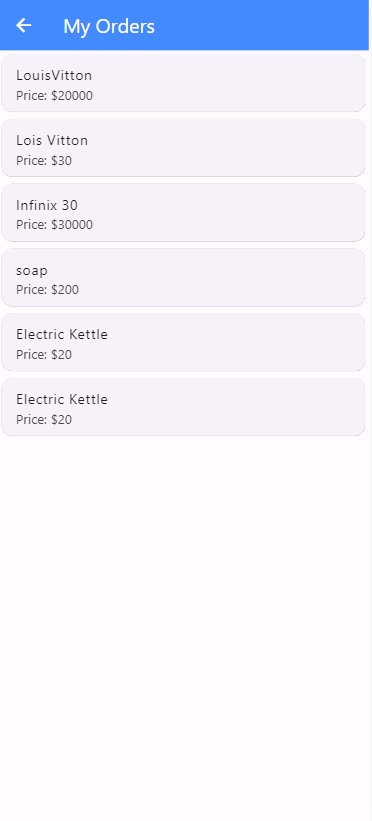 My Orders
LouisVitton
Price: $20000
Lois Vitton
Price: $30
Infinix 30
Price: $30000
soap
Price: $200
Electric Kettle
Price: $20
Electric Kettle
Price: $20